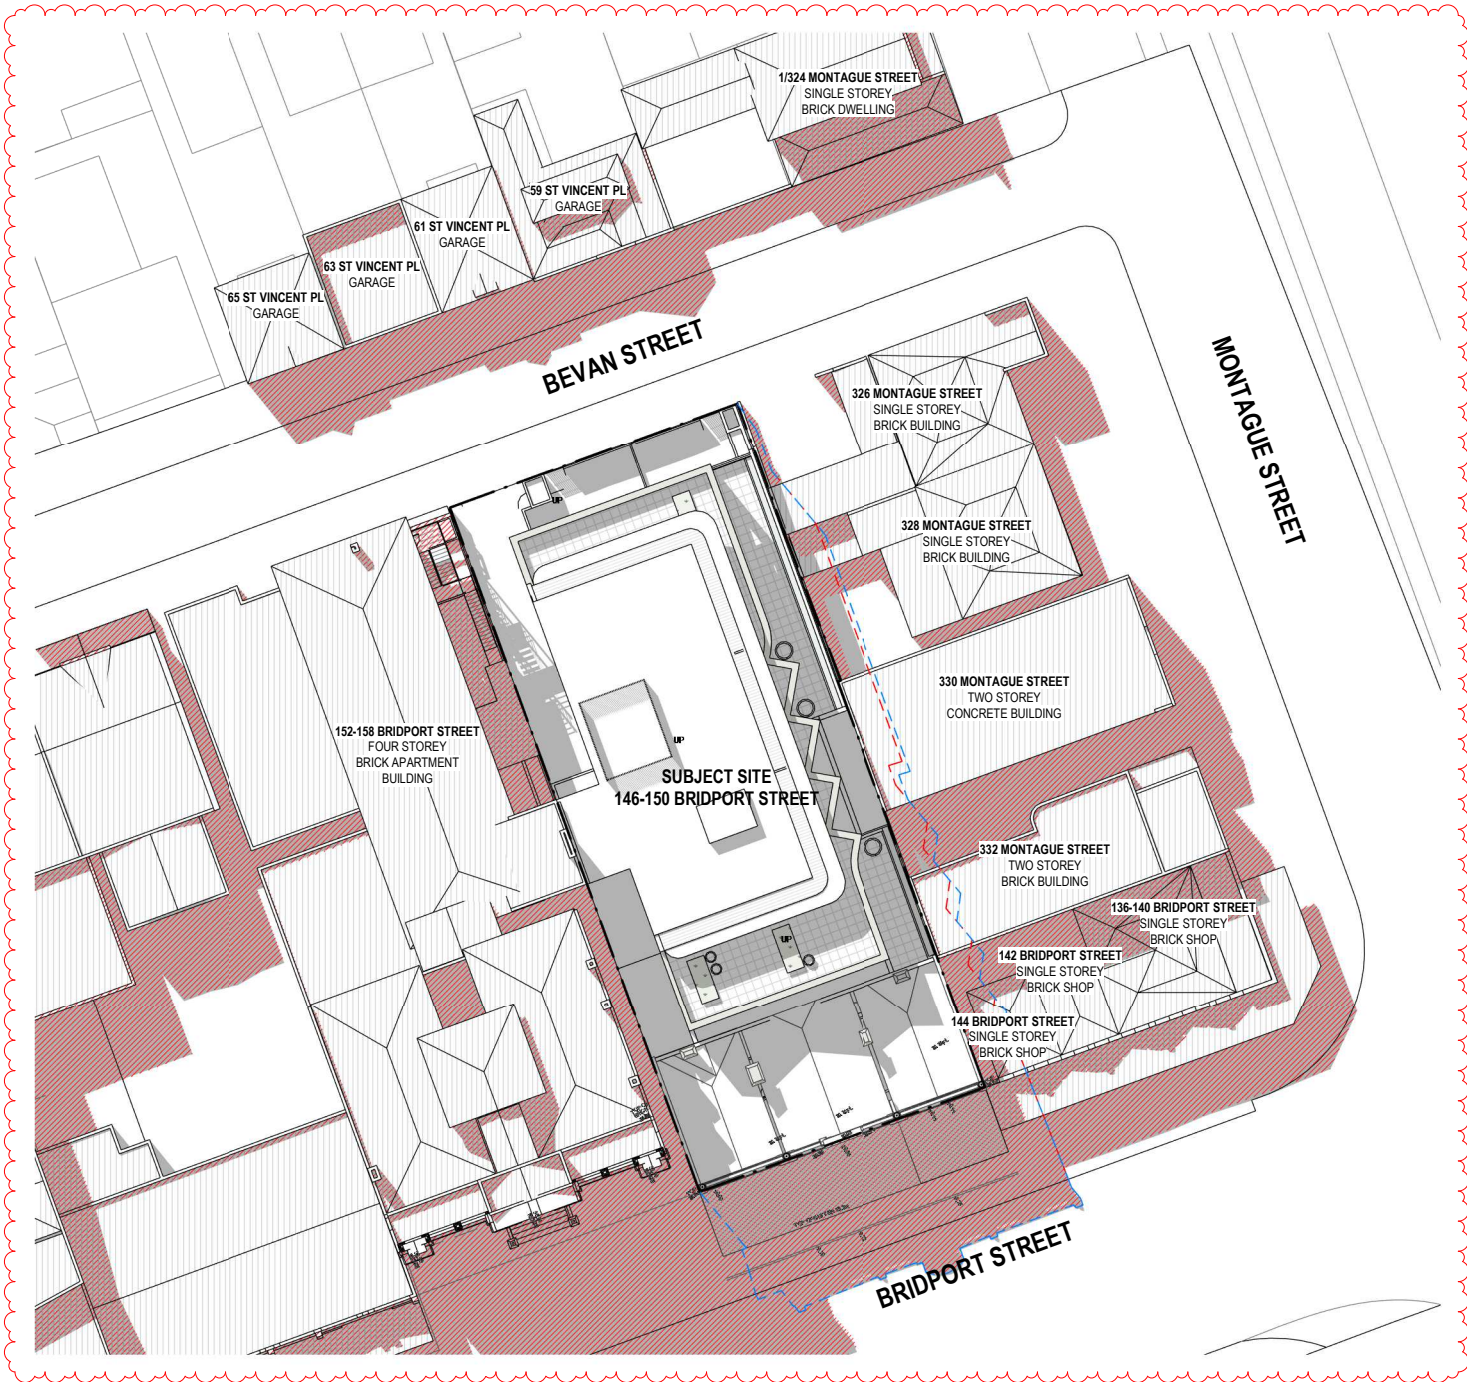 1/324 MONTAGUE STREET
SINGLE STOREY
BRICK DWELLING
59 ST VINCENT PL
GARAGE
61 ST VINCENT PL
GARAGE
63 ST VINCENT PL
GARAGE
65 ST VINCENT PL
GARAGE
BEVAN STREET
MONTAGUE STREET
326 MONTAGUE STREET
SINGLE STOREY
BRICK BUILDING
UP
328 MONTAGUE STREET
SINGLE STOREY
BRICK BUILDING
330 MONTAGUE STREET
TWO STOREY
CONCRETE BUILDING
152-158 BRIDPORT STREET
FOUR STOREY
BRICK APARTMENT
BUILDING
UP
SUBJECT SITE
146-150 BRIDPORT STREET
332 MONTAGUE STREET
TWO STOREY
BRICK BUILDING
136-140 BRIDPORT STREET
SINGLE STOREY
BRICK SHOP
UP
142 BRIDPORT STREET
SINGLE STOREY
BRICK SHOP
144 BRIDPORT STREET
SINGLE STOREY
BRICK SHOP
BRIDPORT STREET